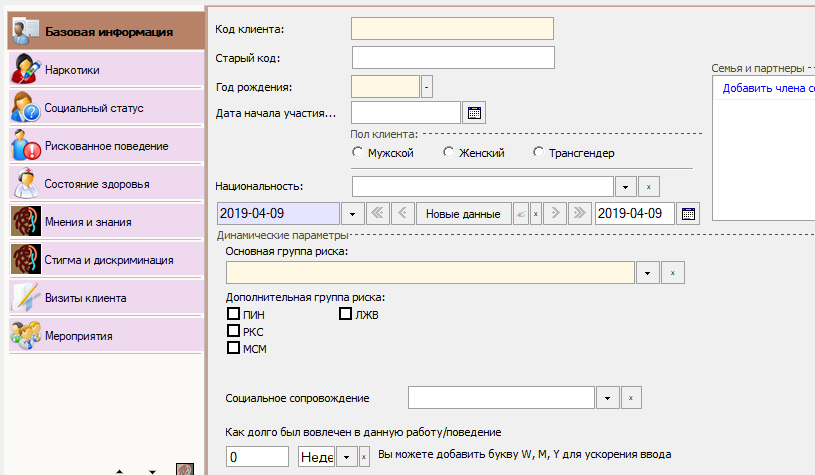 Базовая информация
Наркотики
Социальный статус
Рискованное поведение
Состояние здоровья
Мнения и знания
Стигма и дискриминация
Визиты клиента
Мероприятия
Код клиента:
Старый код:
Год рождения:
-
Дата начала участия...
Пол клиента:
Мужской Женский Трансгендер
Национальность:
x
2019-04-09 Новые данные x 2019-04-09
Динамические параметры
Основная группа риска:
x
Дополнительная группа риска:
ПИН ЛЖВ
РКС
МСМ
Социальное сопровождение
x
Как долго был вовлечен в данную работу/поведение
0 Неде x Вы можете добавить букву W, M, Y для ускорения ввода
Семья и партнеры
Добавить члена